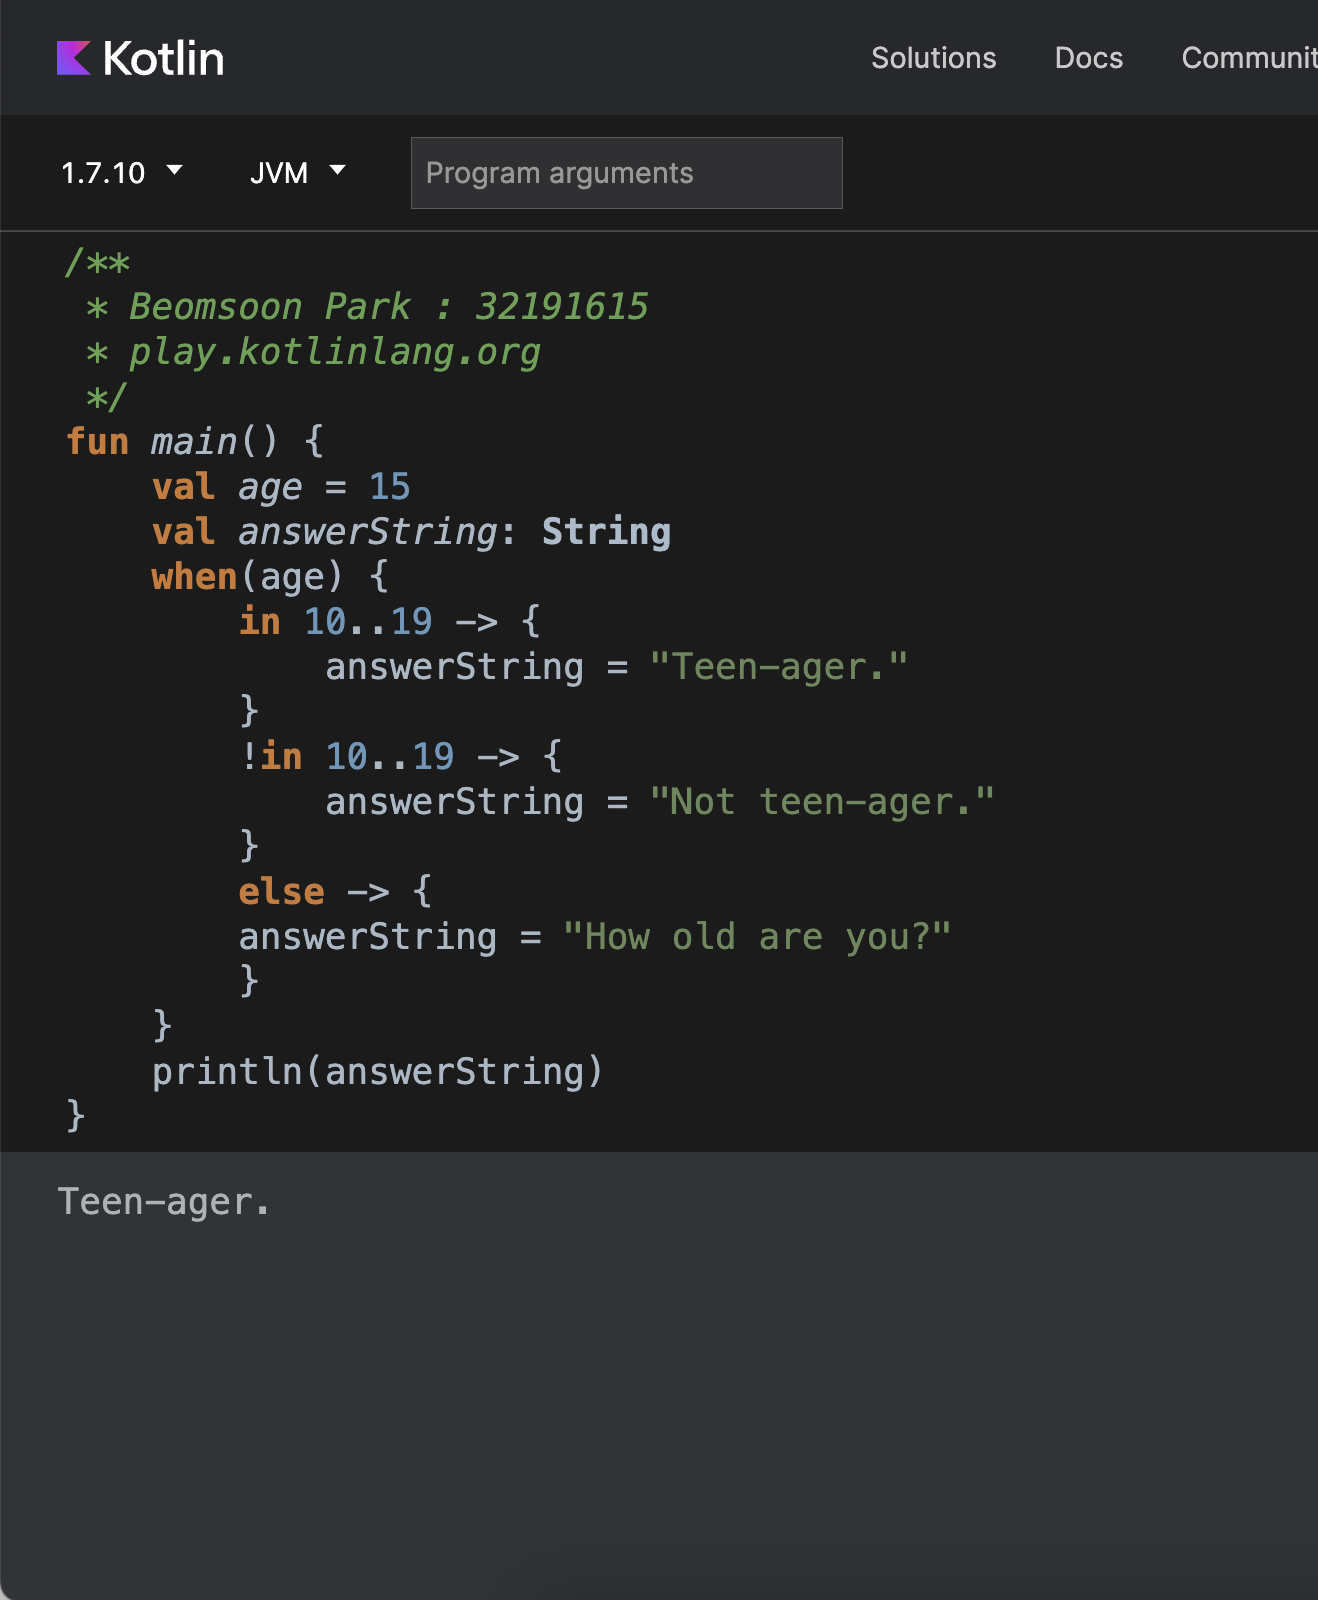 Kotlin Solutions Docs Communit
1.7.10 JVM Program arguments
/**
 * Beomsoon Park : 32191615
 * play.kotlinlang.org
 */
fun main() {
    val age = 15
    val answerString: String
    when(age) {
        in 10..19 -> {
            answerString = "Teen-ager."
        }
        !in 10..19 -> {
            answerString = "Not teen-ager."
        }
        else -> {
        answerString = "How old are you?"
        }
    }
    println(answerString)
}
Teen-ager.